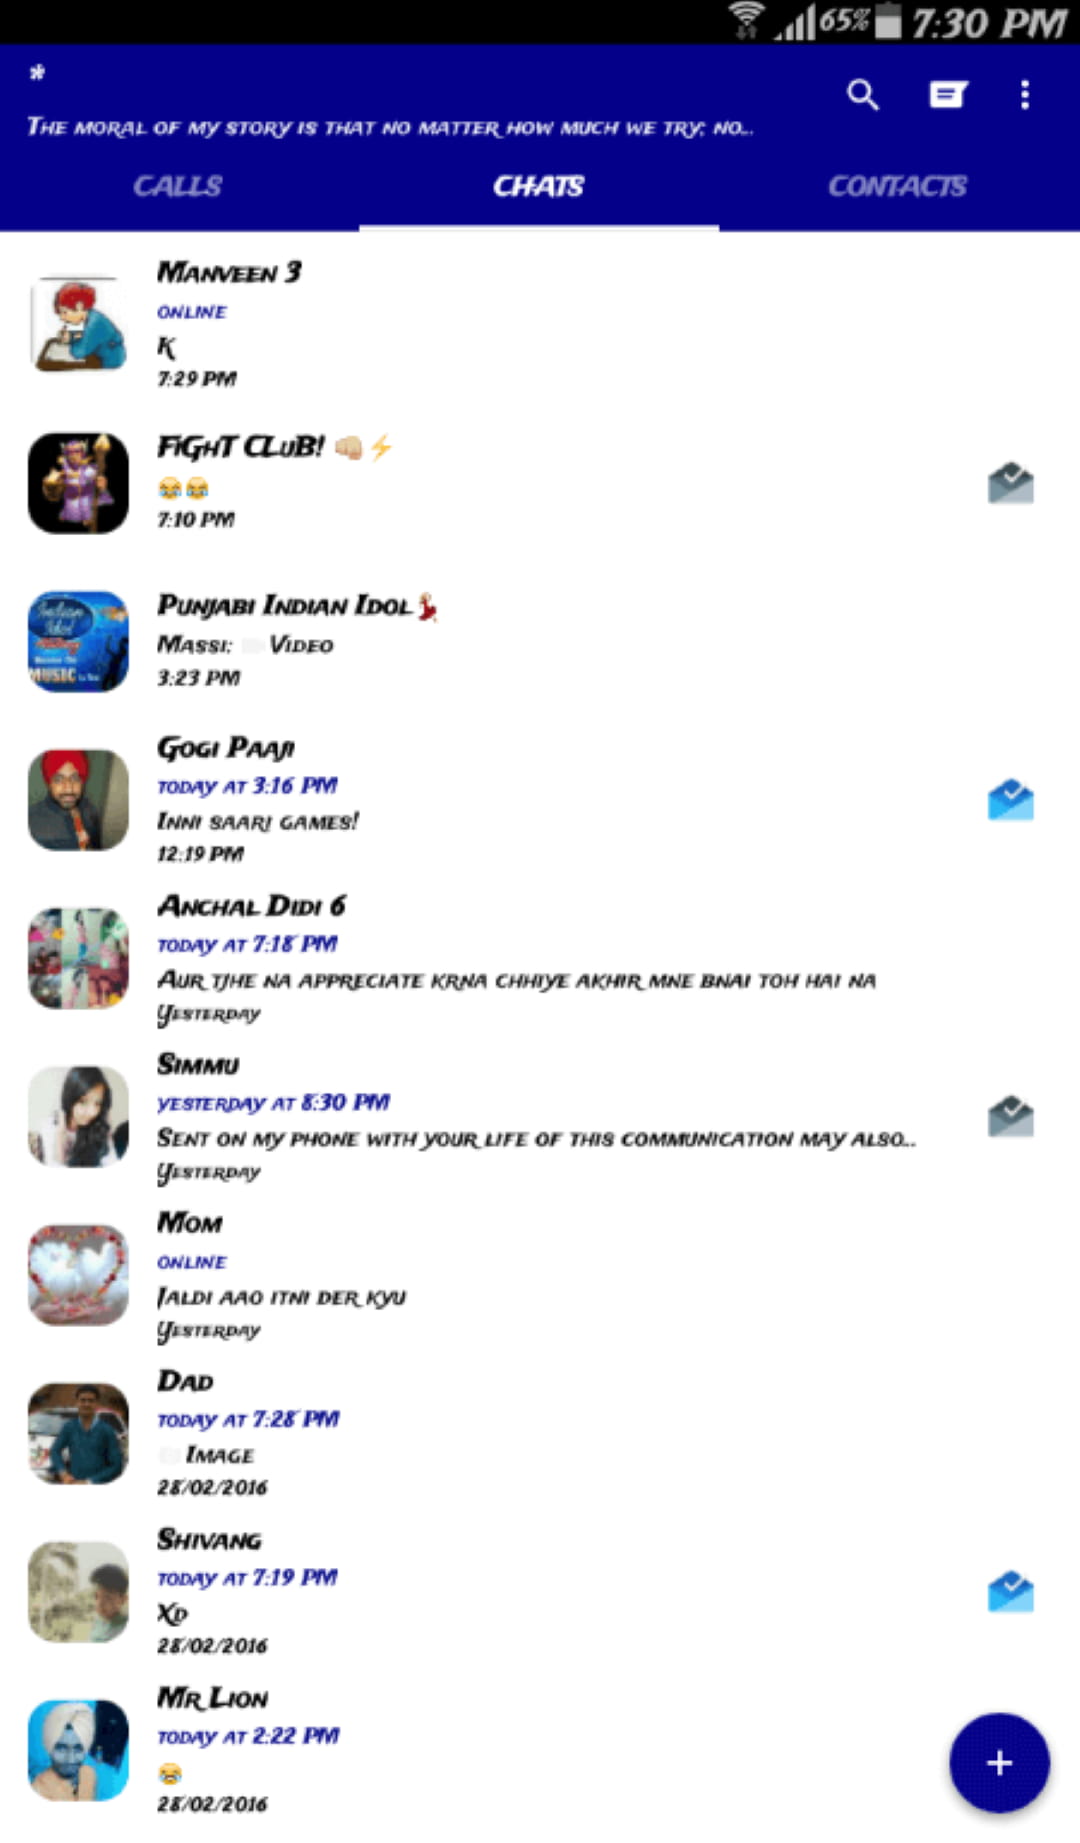 65% 7:30 PM
*
The moral of my story is that no matter how much we try; no...
CALLS CHATS CONTACTS
Manveen 3
online
K
7:29 PM
FiGHT CLuB! 👊🏼⚡
😂😂
7:10 PM
Punjabi Indian Idol💃
Massi: Video
3:23 PM
Gogi Paaji
today at 3:16 PM
Inni saari games!
12:19 PM
Anchal Didi 6
today at 7:18 PM
Aur tjhe na appreciate krna chhiye akhir mne bnai toh hai na
Yesterday
Simmu
yesterday at 8:30 PM
Sent on my phone with your life of this communication may also...
Yesterday
Mom
online
Jaldi aao itni der kyu
Yesterday
Dad
today at 7:28 PM
Image
28/02/2016
Shivang
today at 7:19 PM
Xd
28/02/2016
Mr Lion
today at 2:22 PM
😂
28/02/2016